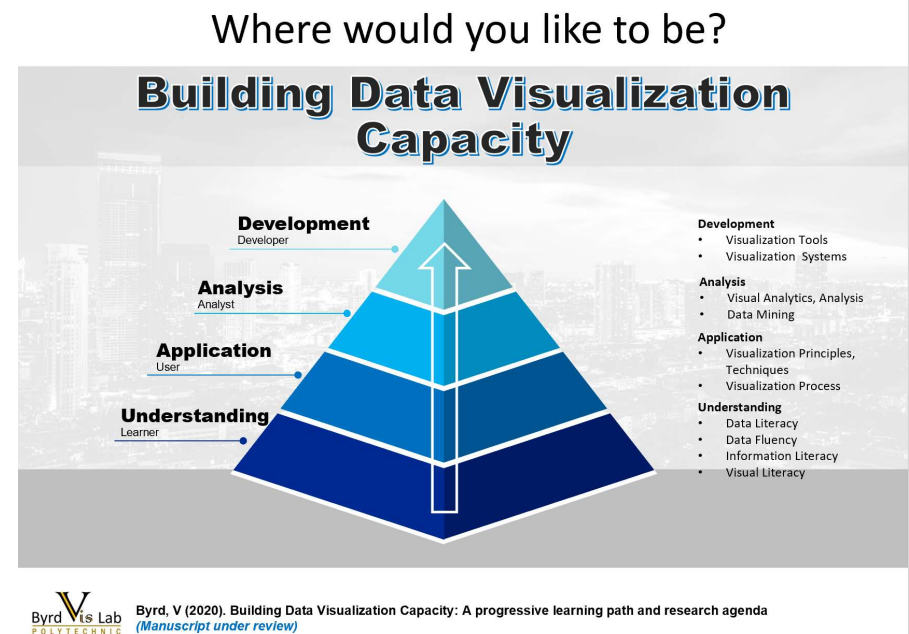 Where would you like to be?
Building Data Visualization
Capacity
Development
Developer
Analysis
Analyst
Application
User
Understanding
Learner
Development
• Visualization Tools
• Visualization Systems
Analysis
• Visual Analytics, Analysis
• Data Mining
Application
• Visualization Principles,
Techniques
• Visualization Process
Understanding
• Data Literacy
• Data Fluency
• Information Literacy
• Visual Literacy
Byrd Vis Lab
POLYTECHNIC
Byrd, V (2020). Building Data Visualization Capacity: A progressive learning path and research agenda
(Manuscript under review)